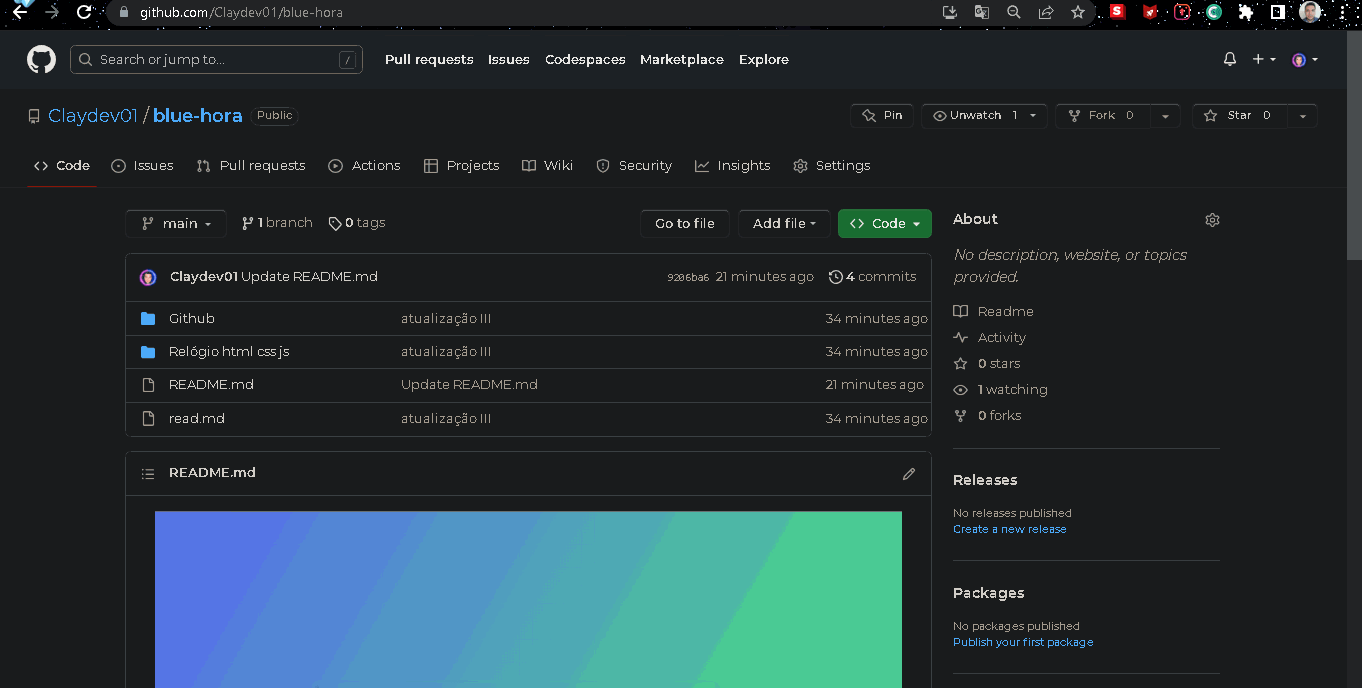 github.com/Claydev01/blue-hora
Search or jump to... /
Pull requests Issues Codespaces Marketplace Explore
Claydev01 / blue-hora Public
Pin Unwatch 1 Fork 0 Star 0
Code Issues Pull requests Actions Projects Wiki Security Insights Settings
main 1 branch 0 tags Go to file Add file Code
Claydev01 Update README.md 9206ba6 21 minutes ago 4 commits
Github atualização III 34 minutes ago
Relógio html css js atualização III 34 minutes ago
README.md Update README.md 21 minutes ago
read.md atualização III 34 minutes ago
README.md
About
No description, website, or topics
provided.
Readme
Activity
0 stars
1 watching
0 forks
Releases
No releases published
Create a new release
Packages
No packages published
Publish your first package